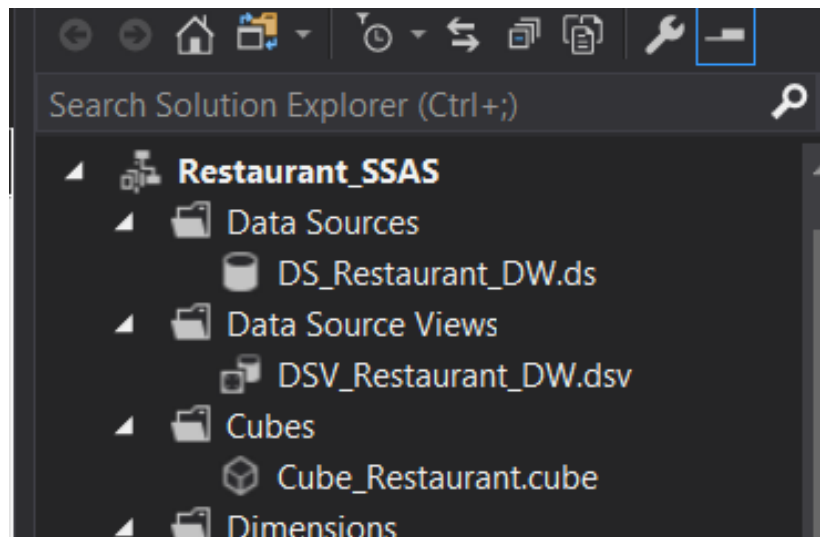 Search Solution Explorer (Ctrl+;)
Restaurant_SSAS
Data Sources
DS_Restaurant_DW.ds
Data Source Views
DSV_Restaurant_DW.dsv
Cubes
Cube_Restaurant.cube
Dimensions